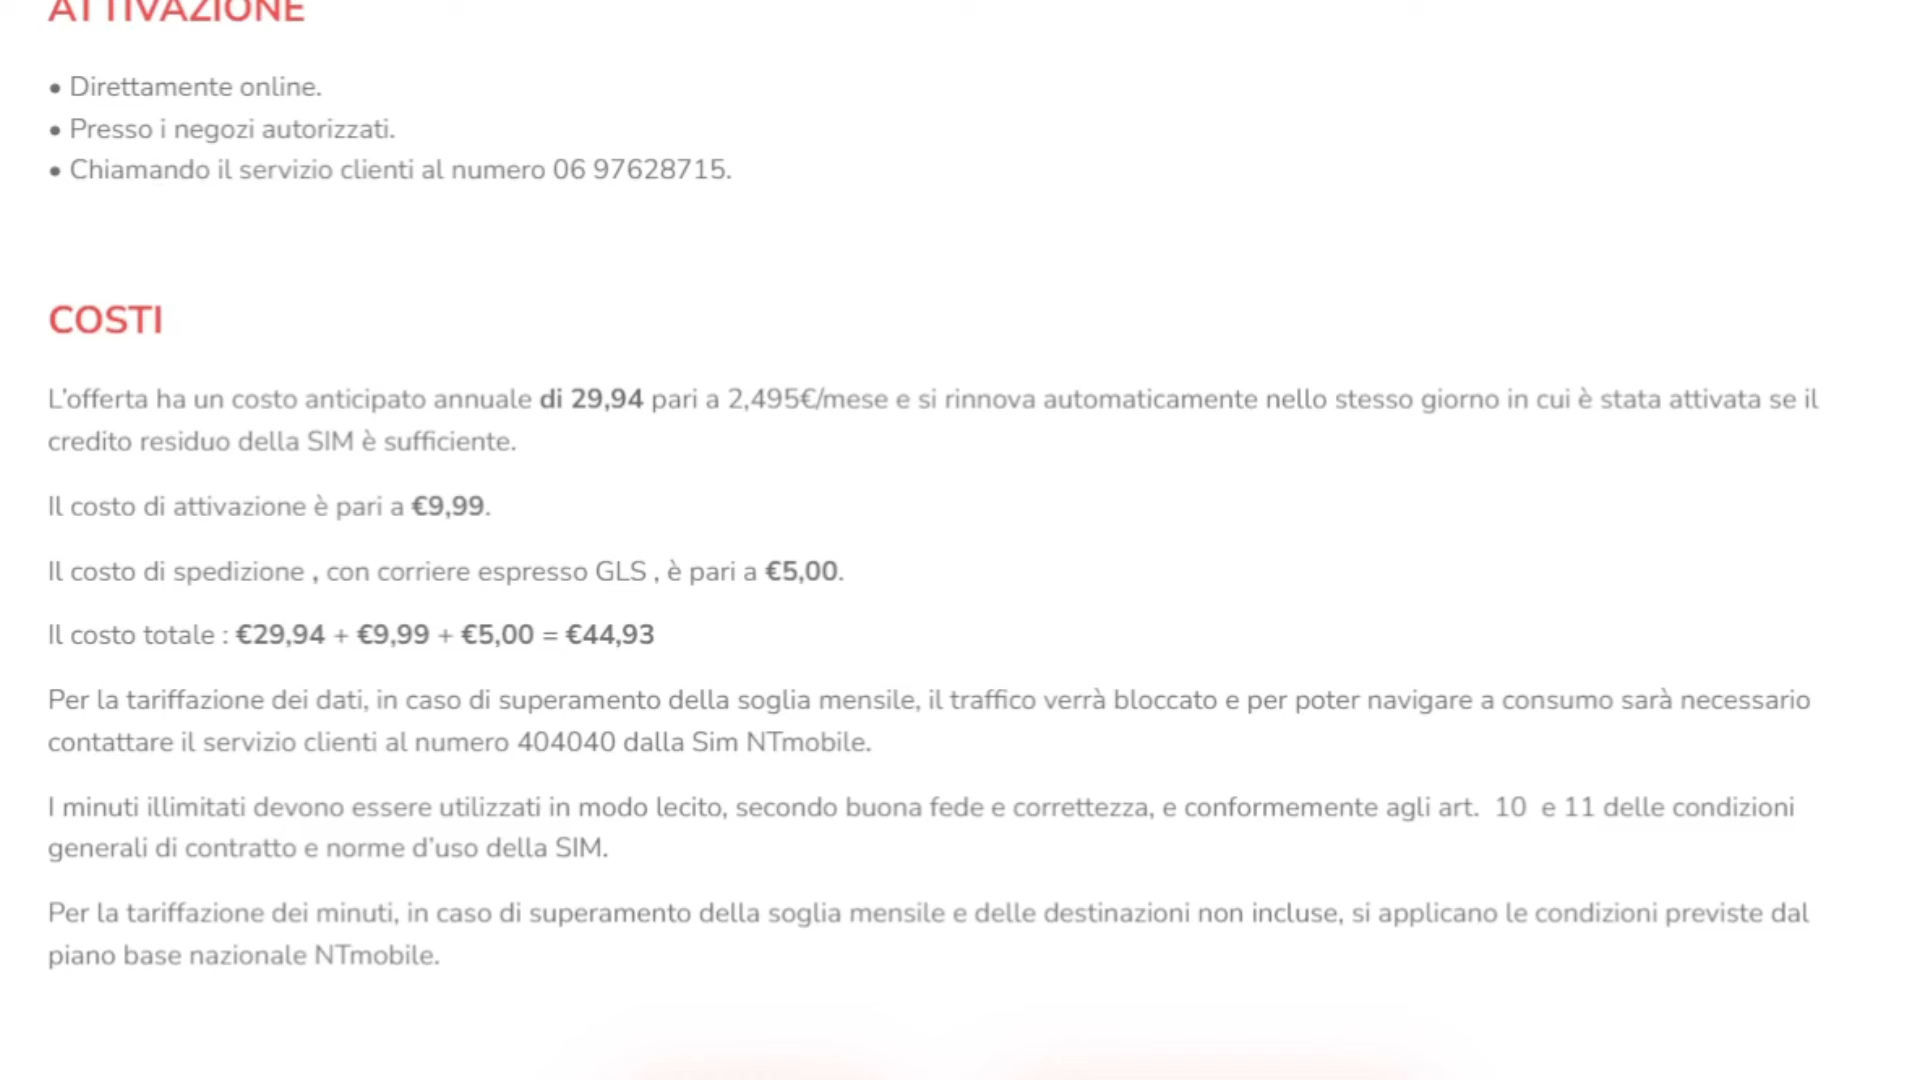 ATTIVAZIONE
• Direttamente online.
• Presso i negozi autorizzati.
• Chiamando il servizio clienti al numero 06 97628715.
COSTI
L’offerta ha un costo anticipato annuale di 29,94 pari a 2,495€/mese e si rinnova automaticamente nello stesso giorno in cui è stata attivata se il
credito residuo della SIM è sufficiente.
Il costo di attivazione è pari a €9,99.
Il costo di spedizione , con corriere espresso GLS , è pari a €5,00.
Il costo totale : €29,94 + €9,99 + €5,00 = €44,93
Per la tariffazione dei dati, in caso di superamento della soglia mensile, il traffico verrà bloccato e per poter navigare a consumo sarà necessario
contattare il servizio clienti al numero 404040 dalla Sim NTmobile.
I minuti illimitati devono essere utilizzati in modo lecito, secondo buona fede e correttezza, e conformemente agli art.  10  e 11 delle condizioni
generali di contratto e norme d’uso della SIM.
Per la tariffazione dei minuti, in caso di superamento della soglia mensile e delle destinazioni non incluse, si applicano le condizioni previste dal
piano base nazionale NTmobile.